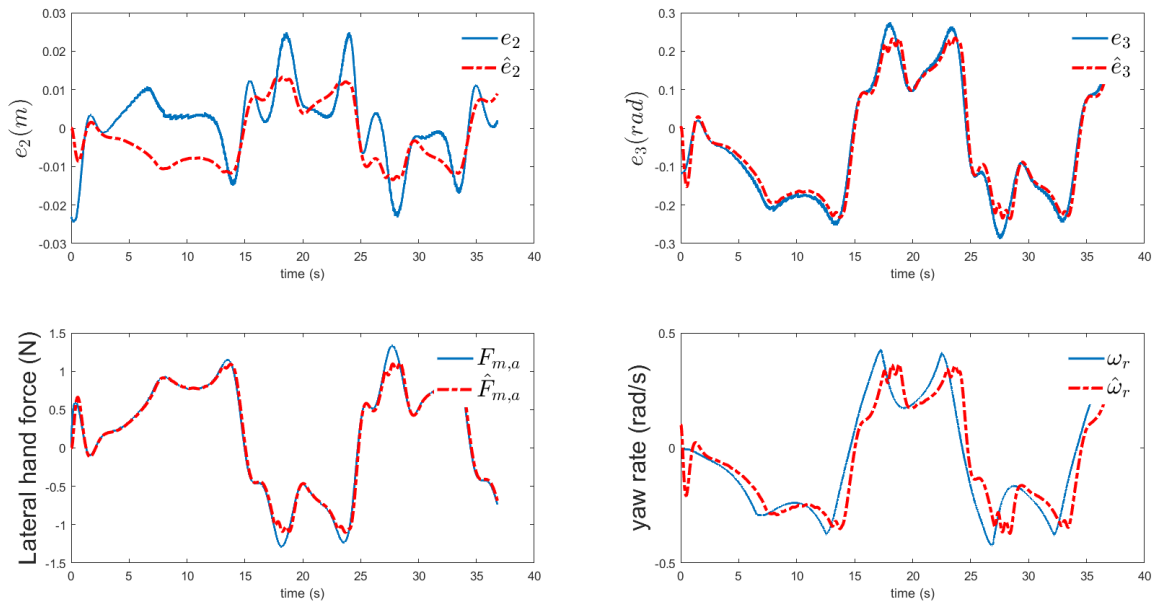 0.03
0.02
0.01
0
-0.01
-0.02
-0.03
e₂(m)
e₂
ê₂
0 5 10 15 20 25 30 35 40
time (s)
0.3
0.2
0.1
0
-0.1
-0.2
-0.3
e₃(rad)
e₃
ê₃
0 5 10 15 20 25 30 35 40
time (s)
1.5
1
0.5
0
-0.5
-1
-1.5
Lateral hand force (N)
F_{m,a}
F̂_{m,a}
0 5 10 15 20 25 30 35 40
time (s)
0.5
0
-0.5
yaw rate (rad/s)
ω_r
ω̂_r
0 5 10 15 20 25 30 35 40
time (s)